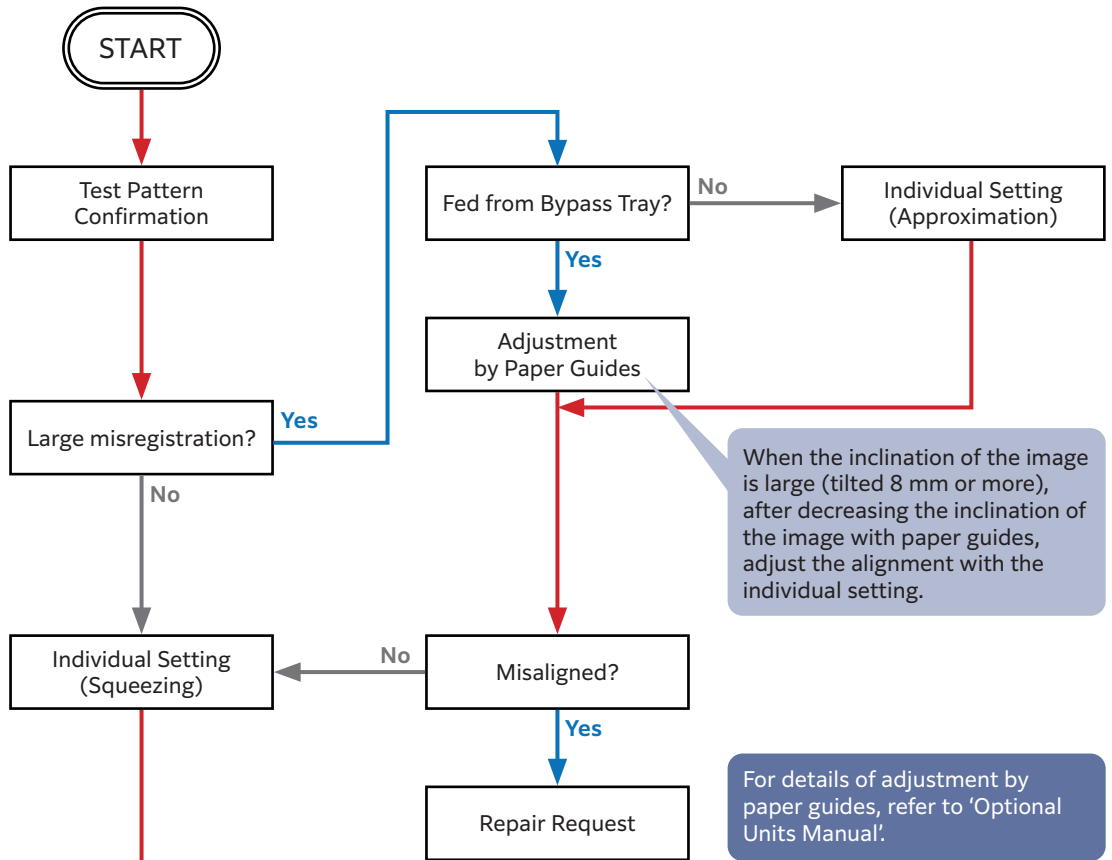 START
Test Pattern
Confirmation
Large misregistration?
Yes
No
Fed from Bypass Tray?
No
Yes
Individual Setting
(Approximation)
Adjustment
by Paper Guides
When the inclination of the image
is large (tilted 8 mm or more),
after decreasing the inclination of
the image with paper guides,
adjust the alignment with the
individual setting.
Individual Setting
(Squeezing)
No
Misaligned?
Yes
Repair Request
For details of adjustment by
paper guides, refer to ‘Optional
Units Manual’.